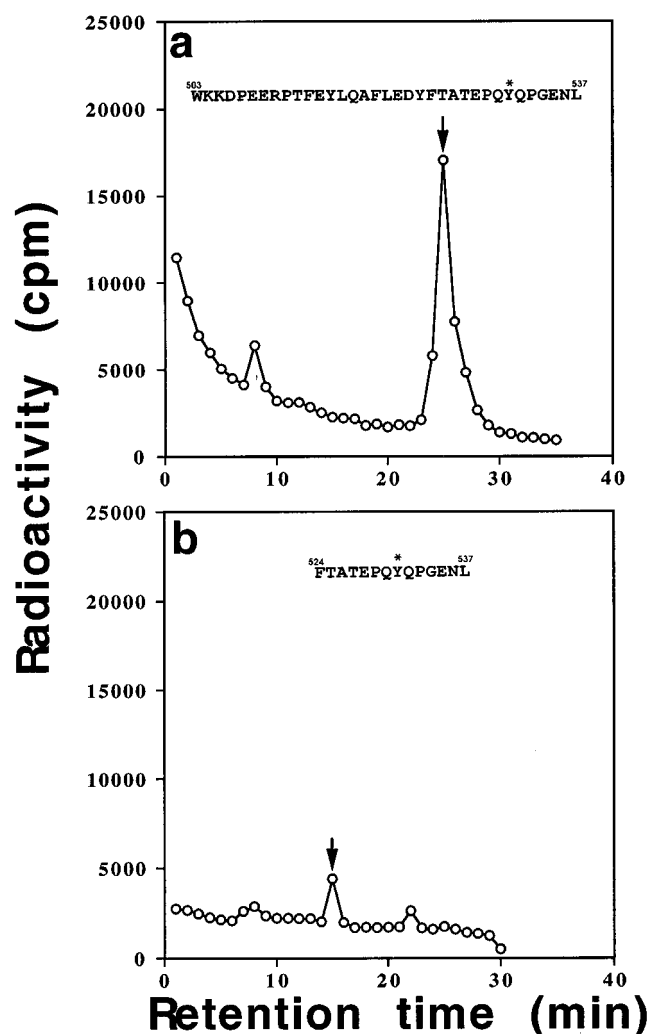 Radioactivity (cpm)
a
25000
20000
15000
10000
5000
0
503 537
*
WKKDPEERPTFEYLQAFLEDYFTATEPQYQPGENL
0 10 20 30 40
b
25000
20000
15000
10000
5000
0
524 537
*
FTATEPQYQPGENL
0 10 20 30 40
Retention time (min)